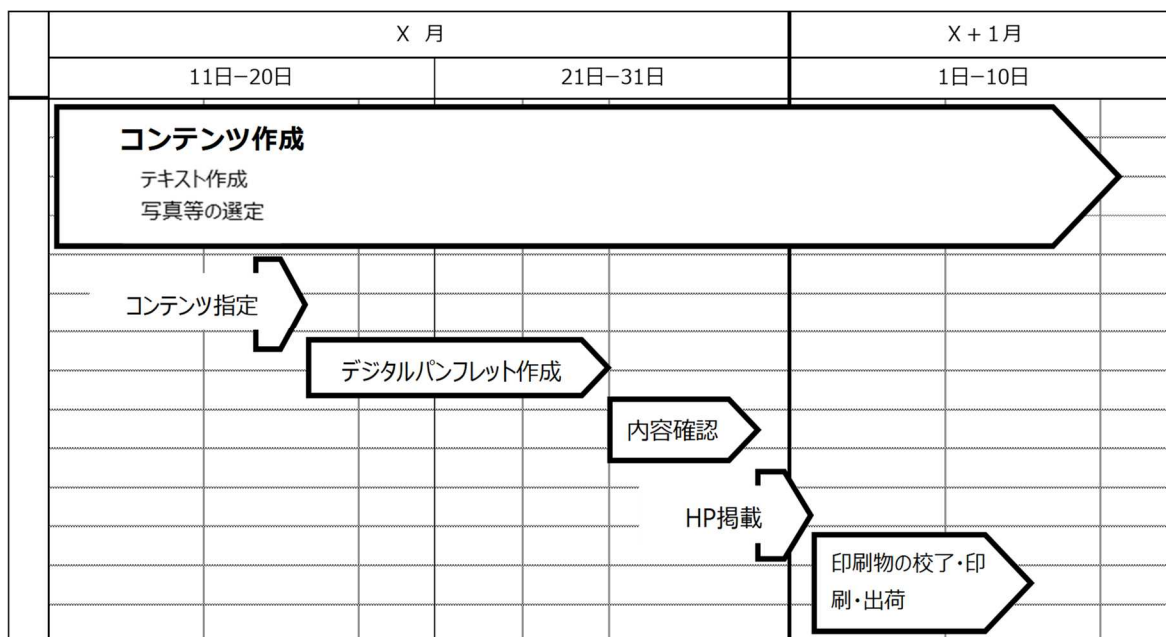 X 月
X+1月
11日−20日
21日−31日
1日−10日
コンテンツ作成
テキスト作成
写真等の選定
コンテンツ指定
デジタルパンフレット作成
内容確認
HP掲載
印刷物の校了・印
刷・出荷